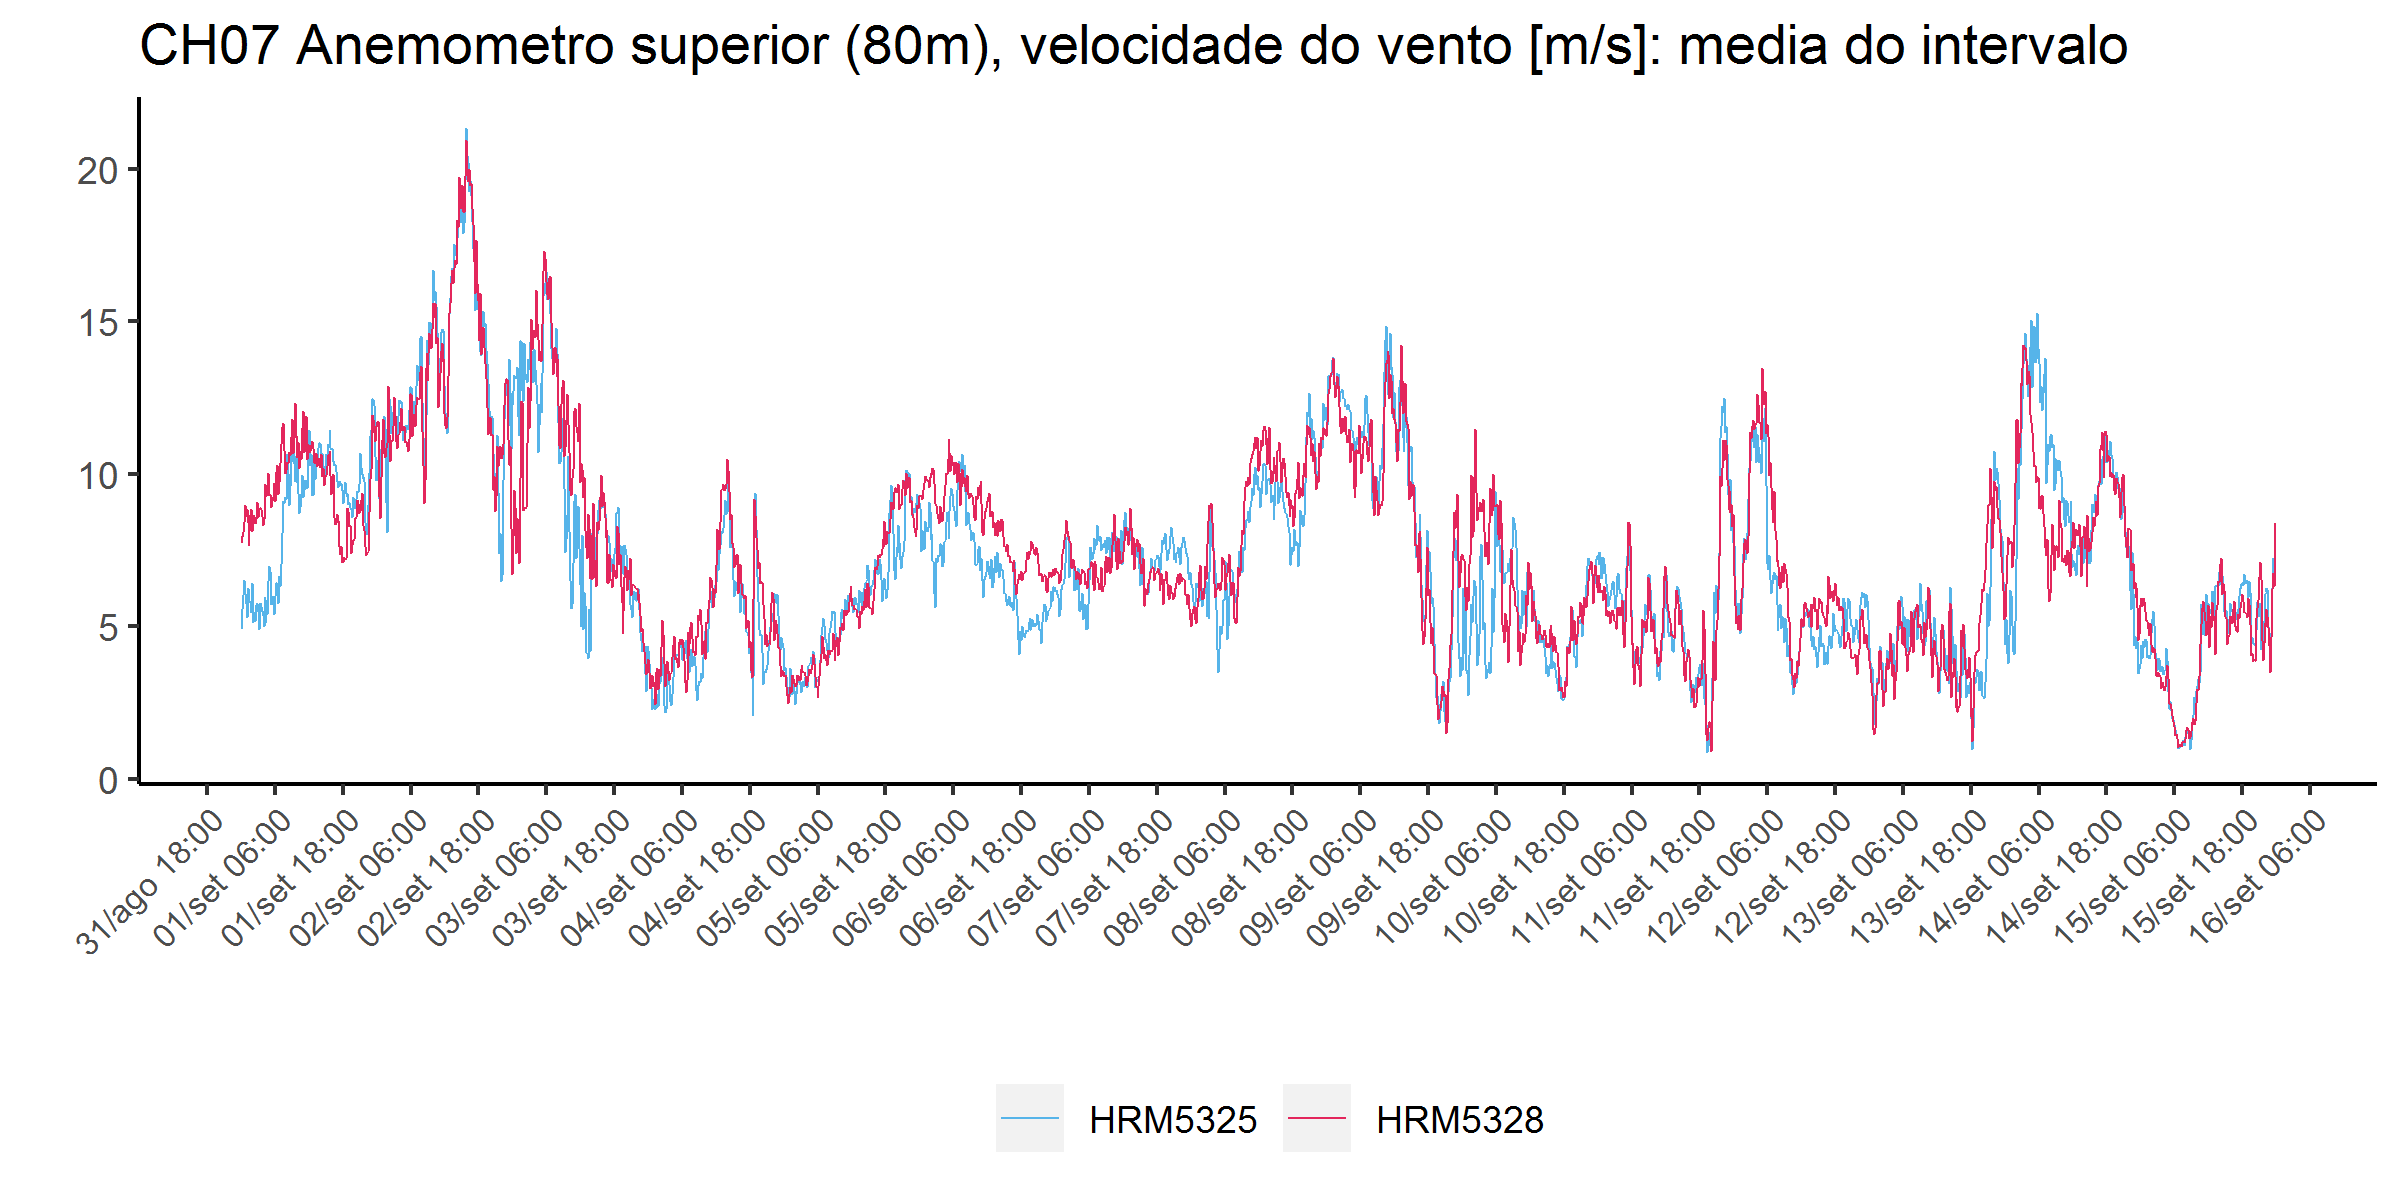 CH07 Anemometro superior (80m), velocidade do vento [m/s]: media do intervalo
20
15
10
5
0
31/ago 18:00
01/set 06:00
01/set 18:00
02/set 06:00
02/set 18:00
03/set 06:00
03/set 18:00
04/set 06:00
04/set 18:00
05/set 06:00
05/set 18:00
06/set 06:00
06/set 18:00
07/set 06:00
07/set 18:00
08/set 06:00
08/set 18:00
09/set 06:00
09/set 18:00
10/set 06:00
10/set 18:00
11/set 06:00
11/set 18:00
12/set 06:00
12/set 18:00
13/set 06:00
13/set 18:00
14/set 06:00
14/set 18:00
15/set 06:00
15/set 18:00
16/set 06:00
HRM5325
HRM5328